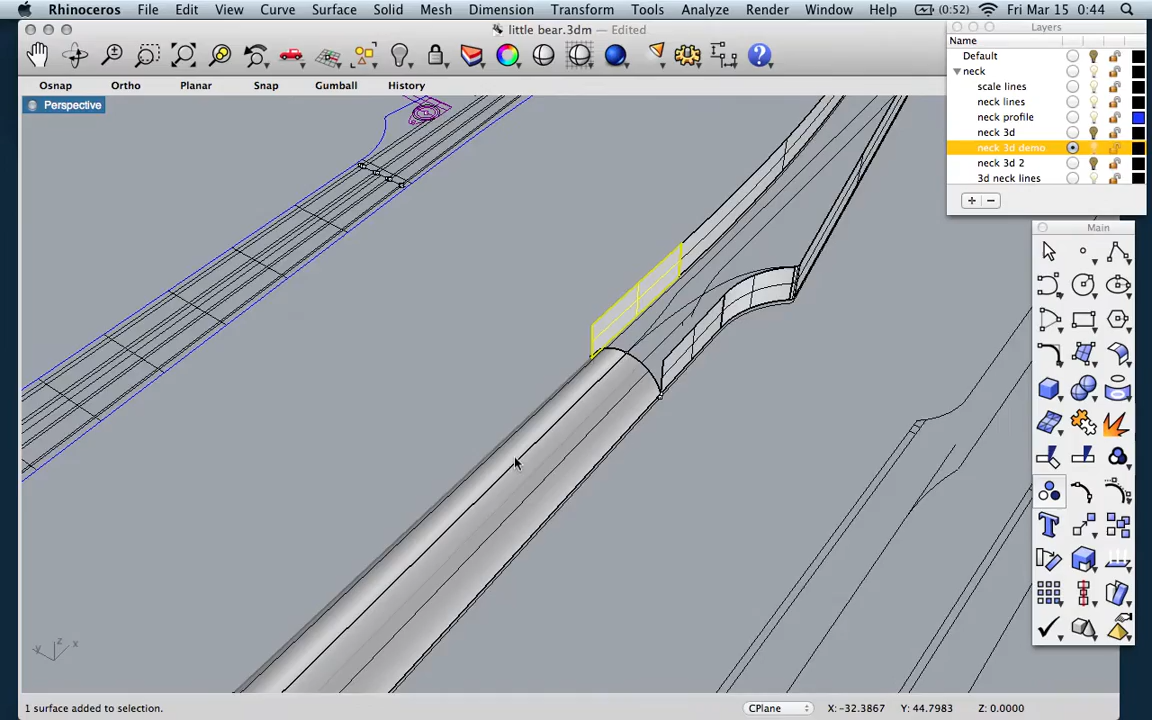 Rhinoceros File Edit View Curve Surface Solid Mesh Dimension Transform Tools Analyze Render Window Help (0:52) Fri Mar 15 0:44
little bear.3dm — Edited
Layers
Name
Default
neck
scale lines
neck lines
neck profile
neck 3d
neck 3d demo
neck 3d 2
3d neck lines
Osnap Ortho Planar Snap Gumball History
Perspective
Main
z
y
x
1 surface added to selection.
CPlane X: -32.3867 Y: 44.7983 Z: 0.0000